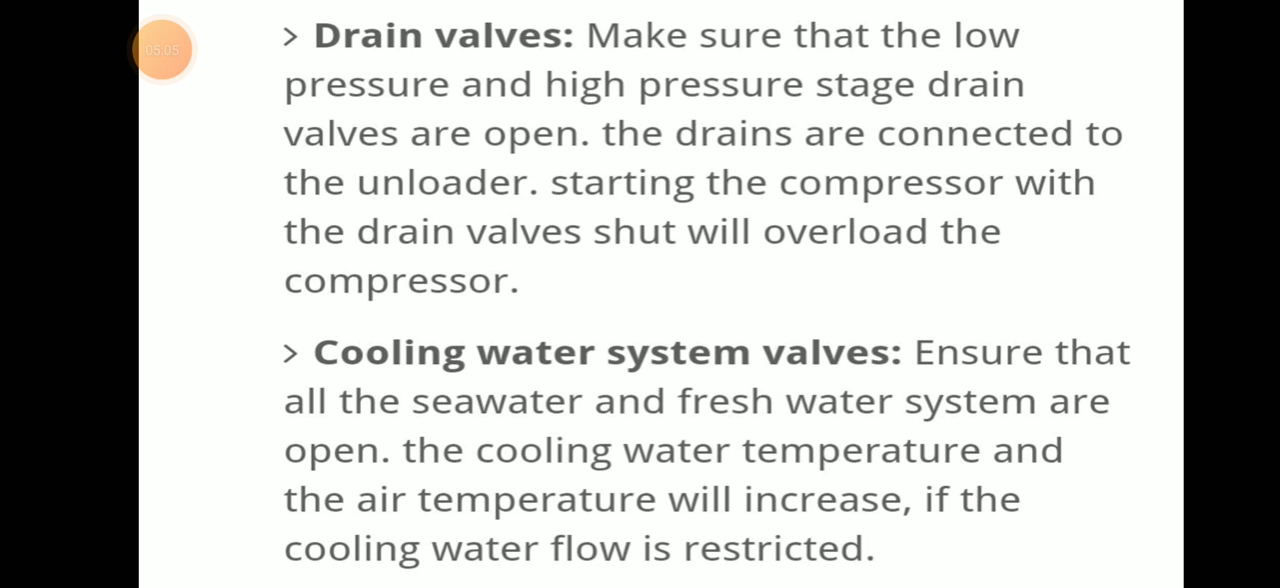 05:05
> Drain valves: Make sure that the low
pressure and high pressure stage drain
valves are open. the drains are connected to
the unloader. starting the compressor with
the drain valves shut will overload the
compressor.
> Cooling water system valves: Ensure that
all the seawater and fresh water system are
open. the cooling water temperature and
the air temperature will increase, if the
cooling water flow is restricted.